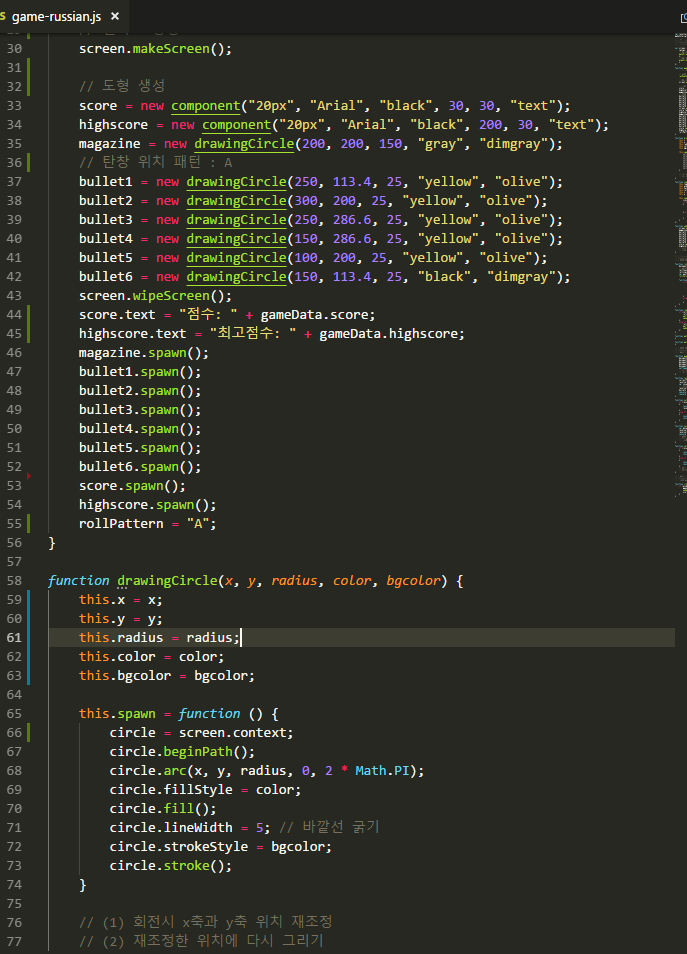 game-russian.js ×
30 screen.makeScreen();
31
32 // 도형 생성
33 score = new component("20px", "Arial", "black", 30, 30, "text");
34 highscore = new component("20px", "Arial", "black", 200, 30, "text");
35 magazine = new drawingCircle(200, 200, 150, "gray", "dimgray");
36 // 탄창 위치 패턴 : A
37 bullet1 = new drawingCircle(250, 113.4, 25, "yellow", "olive");
38 bullet2 = new drawingCircle(300, 200, 25, "yellow", "olive");
39 bullet3 = new drawingCircle(250, 286.6, 25, "yellow", "olive");
40 bullet4 = new drawingCircle(150, 286.6, 25, "yellow", "olive");
41 bullet5 = new drawingCircle(100, 200, 25, "yellow", "olive");
42 bullet6 = new drawingCircle(150, 113.4, 25, "black", "dimgray");
43 screen.wipeScreen();
44 score.text = "점수: " + gameData.score;
45 highscore.text = "최고점수: " + gameData.highscore;
46 magazine.spawn();
47 bullet1.spawn();
48 bullet2.spawn();
49 bullet3.spawn();
50 bullet4.spawn();
51 bullet5.spawn();
52 bullet6.spawn();
53 score.spawn();
54 highscore.spawn();
55 rollPattern = "A";
56 }
57
58 function drawingCircle(x, y, radius, color, bgcolor) {
59 this.x = x;
60 this.y = y;
61 this.radius = radius;
62 this.color = color;
63 this.bgcolor = bgcolor;
64
65 this.spawn = function () {
66 circle = screen.context;
67 circle.beginPath();
68 circle.arc(x, y, radius, 0, 2 * Math.PI);
69 circle.fillStyle = color;
70 circle.fill();
71 circle.lineWidth = 5; // 바깥선 굵기
72 circle.strokeStyle = bgcolor;
73 circle.stroke();
74 }
75
76 // (1) 회전시 x축과 y축 위치 재조정
77 // (2) 재조정한 위치에 다시 그리기